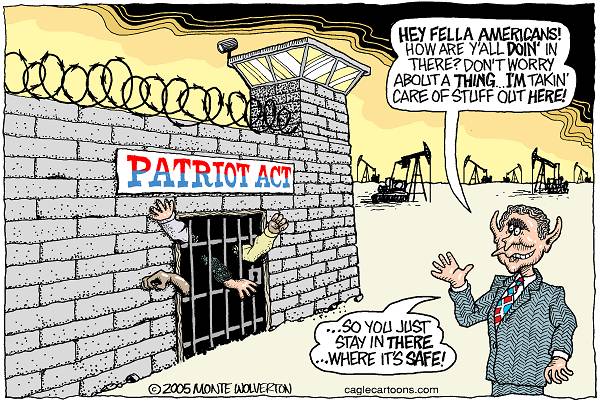 HEY FELLA AMERICANS!
HOW ARE Y'ALL DOIN' IN
THERE? DON'T WORRY
ABOUT A THING...I'M TAKIN'
CARE OF STUFF OUT HERE!
PATRIOT ACT
...SO YOU JUST
STAY IN THERE
...WHERE IT'S SAFE!
©2005 MONTE WOLVERTON
caglecartoons.com